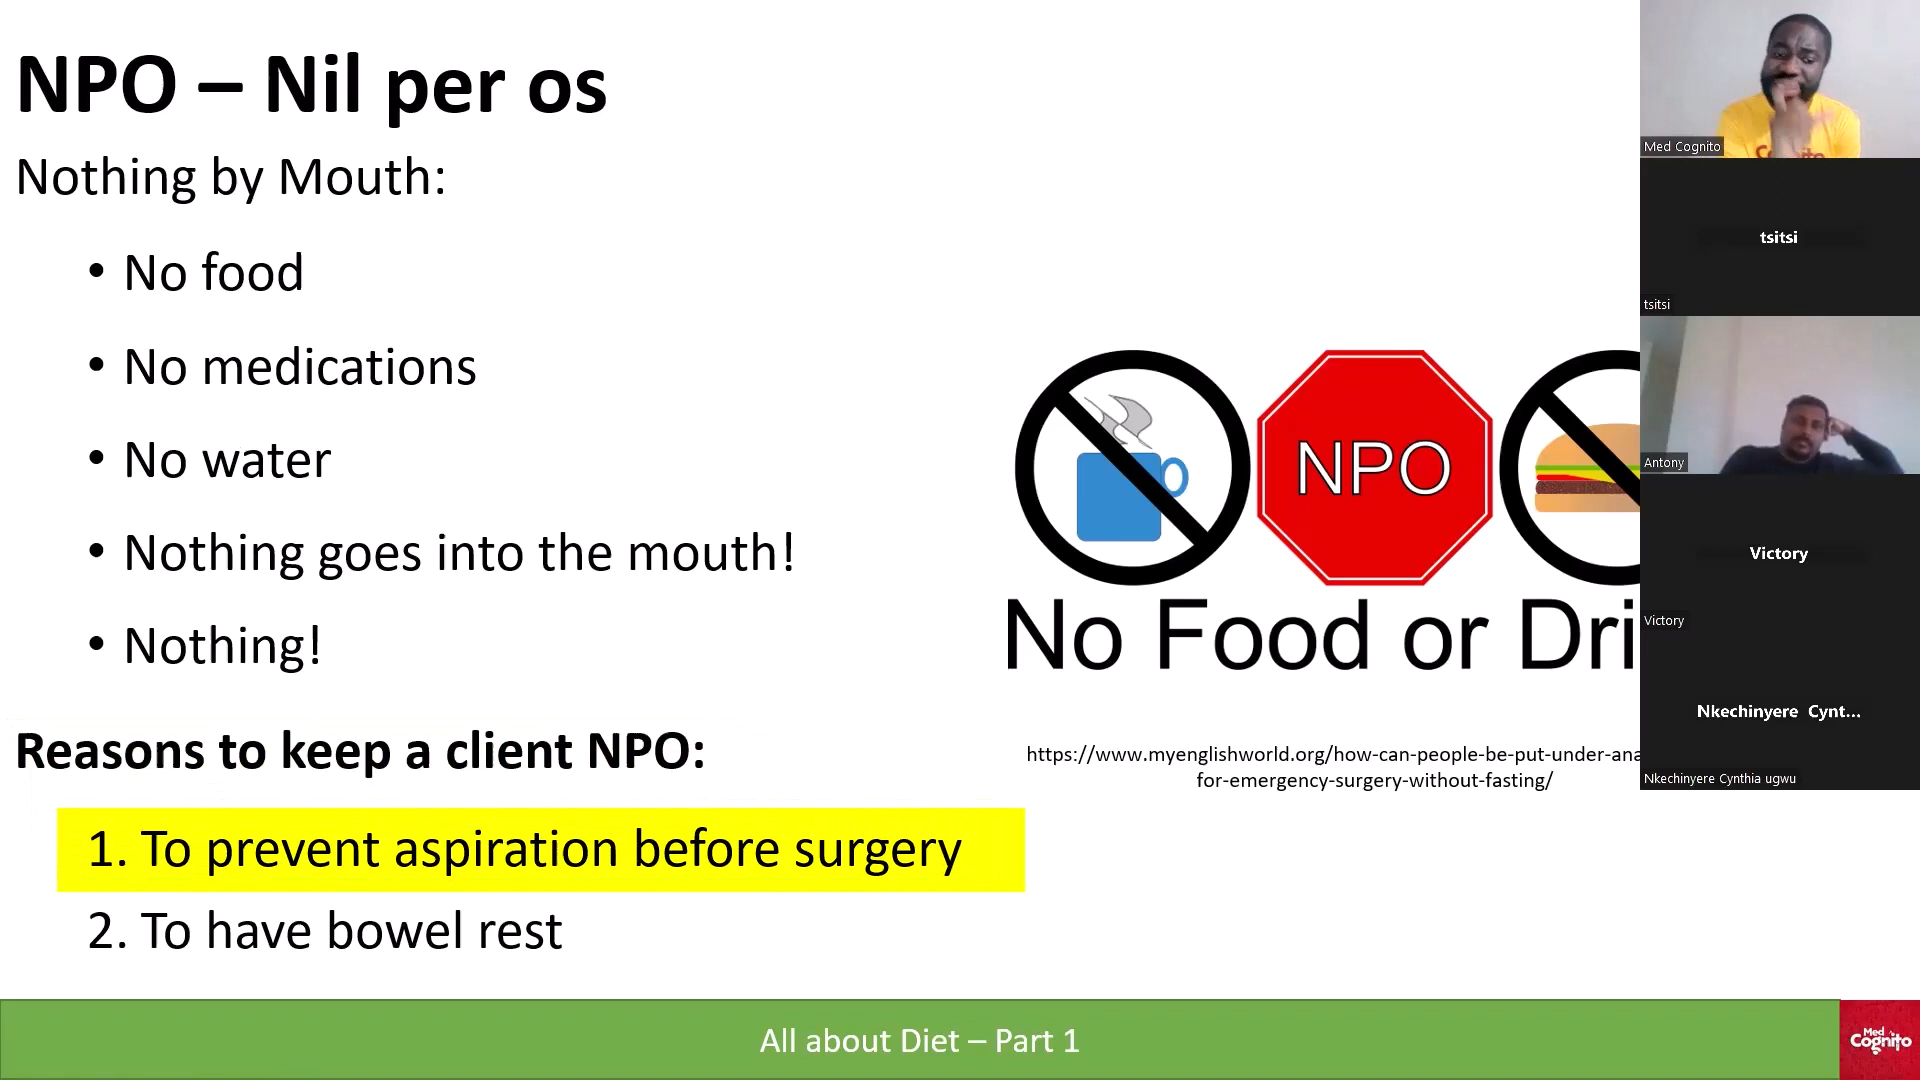 NPO – Nil per os
Nothing by Mouth:
• No food
• No medications
• No water
• Nothing goes into the mouth!
• Nothing!
Reasons to keep a client NPO:
1. To prevent aspiration before surgery
2. To have bowel rest
NPO
No Food or Dri
https://www.myenglishworld.org/how-can-people-be-put-under-ana
for-emergency-surgery-without-fasting/
All about Diet – Part 1
Med
Cognito
Med Cognito
tsitsi
tsitsi
Antony
Victory
Victory
Nkechinyere Cynt...
Nkechinyere Cynthia ugwu